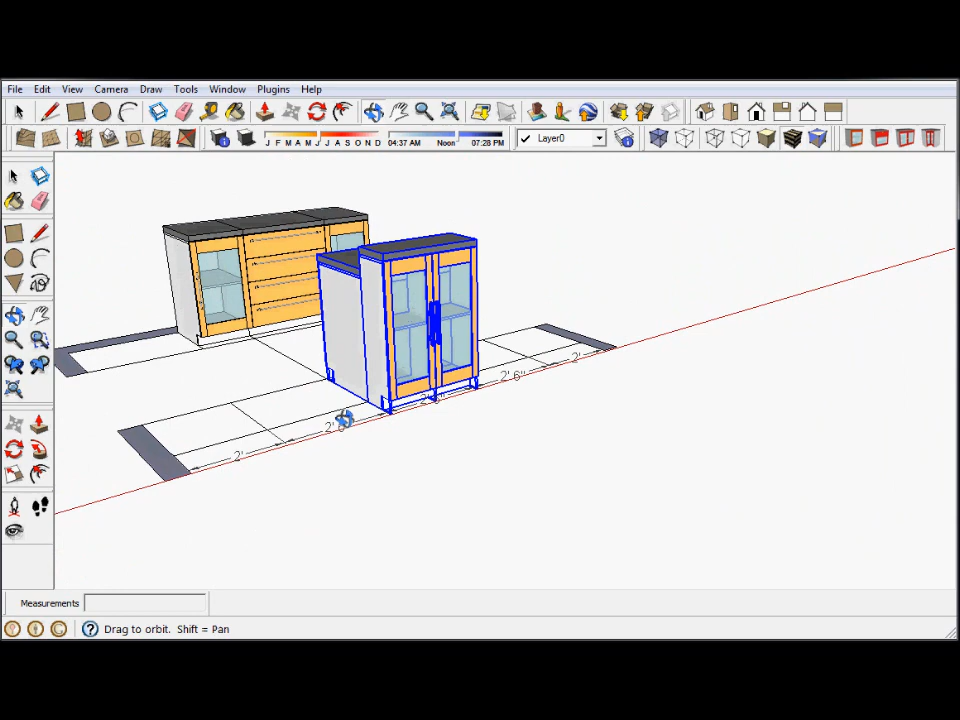 File Edit View Camera Draw Tools Window Plugins Help
J F M A M J J A S O N D 04:37 AM Noon 07:28 PM Layer0
2'
2' 6"
2'
Measurements
Drag to orbit. Shift = Pan